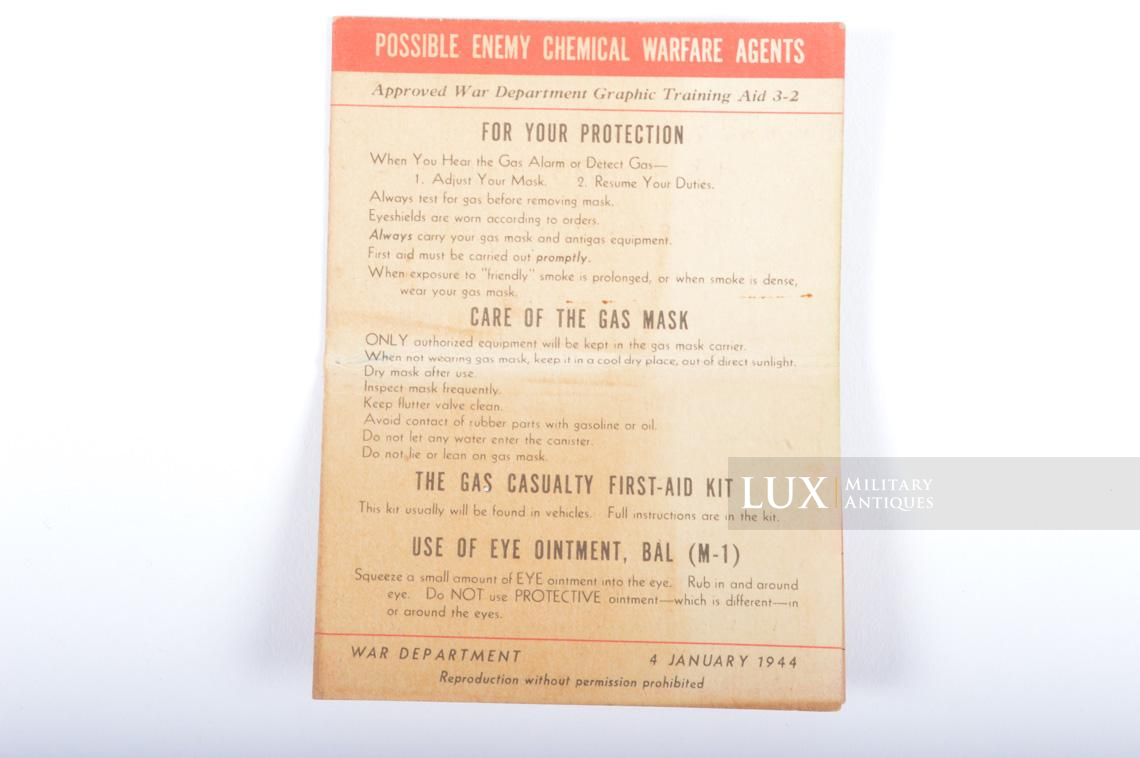 POSSIBLE ENEMY CHEMICAL WARFARE AGENTS
Approved War Department Graphic Training Aid 3-2
FOR YOUR PROTECTION
When You Hear the Gas Alarm or Detect Gas—
1. Adjust Your Mask. 2. Resume Your Duties.
Always test for gas before removing mask.
Eyeshields are worn according to orders.
Always carry your gas mask and antigas equipment.
First aid must be carried out promptly.
When exposure to "friendly" smoke is prolonged, or when smoke is dense,
wear your gas mask.
CARE OF THE GAS MASK
ONLY authorized equipment will be kept in the gas mask carrier.
When not wearing gas mask, keep it in a cool dry place, out of direct sunlight.
Dry mask after use.
Inspect mask frequently.
Keep flutter valve clean.
Avoid contact of rubber parts with gasoline or oil.
Do not let any water enter the canister.
Do not lie or lean on gas mask.
THE GAS CASUALTY FIRST-AID KIT
This kit usually will be found in vehicles. Full instructions are in the kit.
USE OF EYE OINTMENT, BAL (M-1)
Squeeze a small amount of EYE ointment into the eye. Rub in and around
eye. Do NOT use PROTECTIVE ointment—which is different—in
or around the eyes.
WAR DEPARTMENT 4 JANUARY 1944
Reproduction without permission prohibited
LUX MILITARY
ANTIQUES